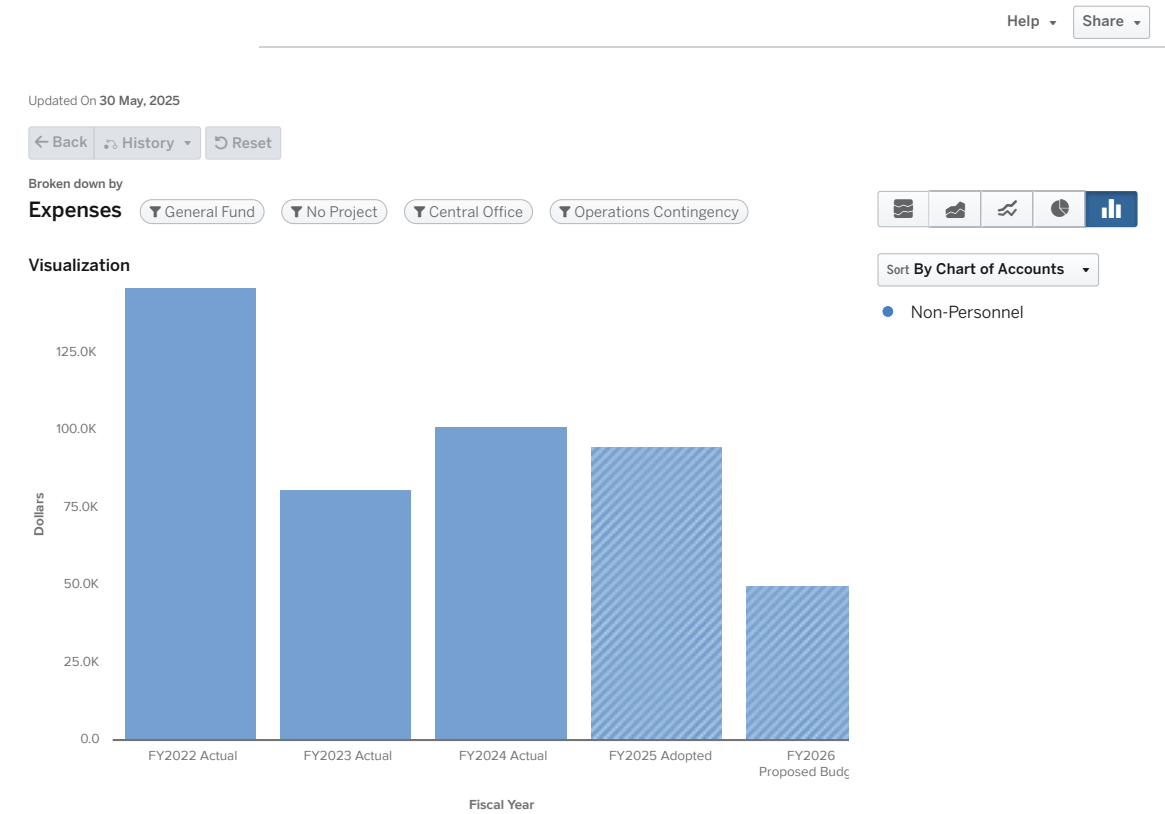 Help
Share
Updated On 30 May, 2025
Back
History
Reset
Broken down by
Expenses
General Fund
No Project
Central Office
Operations Contingency
Visualization
Sort By Chart of Accounts
Non-Personnel
125.0K
100.0K
75.0K
50.0K
25.0K
0.0
Dollars
FY2022 Actual
FY2023 Actual
FY2024 Actual
FY2025 Adopted
FY2026
Proposed Budg
Fiscal Year